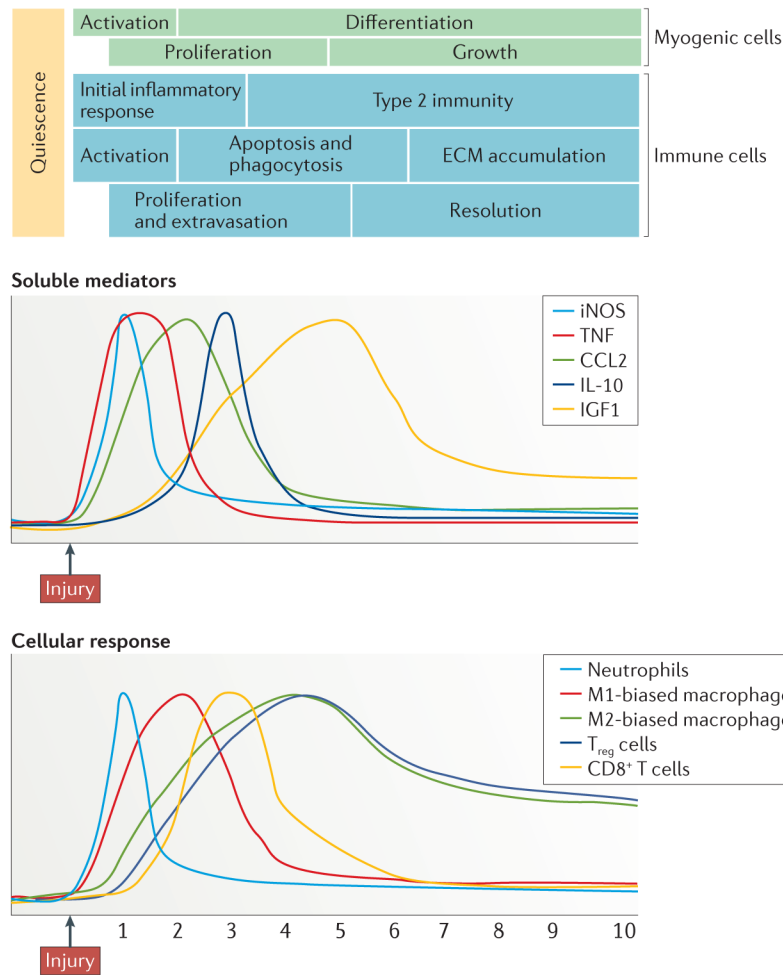 Quiescence
Activation
Differentiation
Proliferation
Growth
Myogenic cells
Initial inflammatory
response
Type 2 immunity
Activation
Apoptosis and
phagocytosis
ECM accumulation
Immune cells
Proliferation
and extravasation
Resolution
Soluble mediators
iNOS
TNF
CCL2
IL-10
IGF1
Injury
Cellular response
Neutrophils
M1-biased macrophage
M2-biased macrophage
Treg cells
CD8⁺ T cells
1 2 3 4 5 6 7 8 9 10
Injury